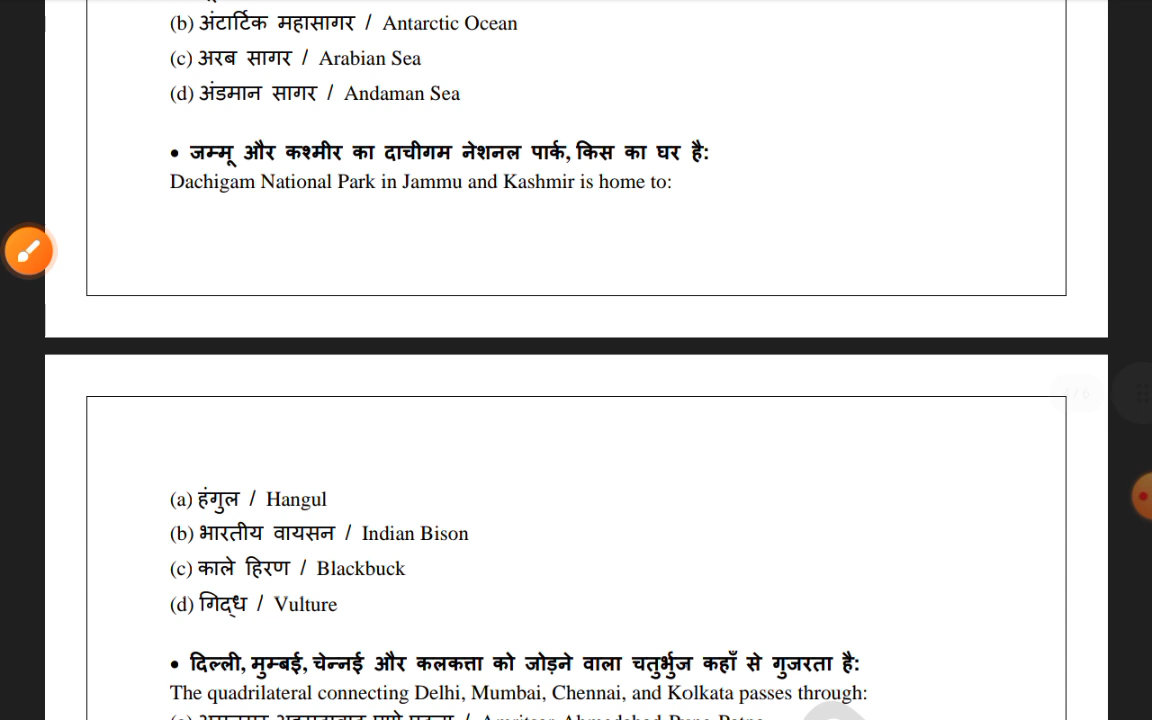 (b) अंटार्टिक महासागर / Antarctic Ocean
(c) अरब सागर / Arabian Sea
(d) अंडमान सागर / Andaman Sea
• जम्मू और कश्मीर का दाचीगम नेशनल पार्क, किस का घर है:
Dachigam National Park in Jammu and Kashmir is home to:
(a) हंगुल / Hangul
(b) भारतीय वायसन / Indian Bison
(c) काले हिरण / Blackbuck
(d) गिद्ध / Vulture
• दिल्ली, मुम्बई, चेन्नई और कलकत्ता को जोड़ने वाला चतुर्भुज कहाँ से गुजरता है:
The quadrilateral connecting Delhi, Mumbai, Chennai, and Kolkata passes through: